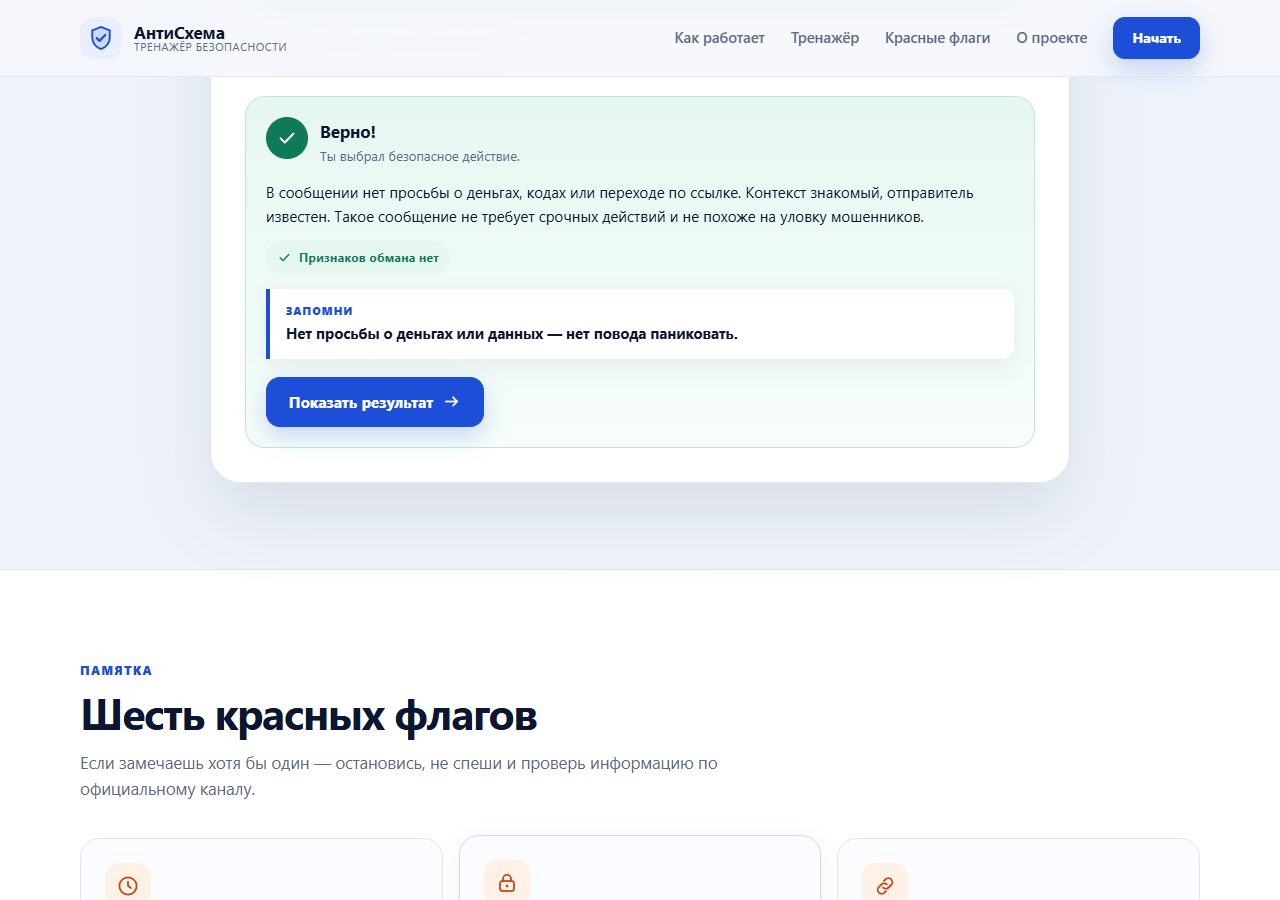 АнтиСхема
ТРЕНАЖЁР БЕЗОПАСНОСТИ
Как работает
Тренажёр
Красные флаги
О проекте
Начать
Верно!
Ты выбрал безопасное действие.
В сообщении нет просьбы о деньгах, кодах или переходе по ссылке. Контекст знакомый, отправитель
известен. Такое сообщение не требует срочных действий и не похоже на уловку мошенников.
Признаков обмана нет
ЗАПОМНИ
Нет просьбы о деньгах или данных — нет повода паниковать.
Показать результат
ПАМЯТКА
Шесть красных флагов
Если замечаешь хотя бы один — остановись, не спеши и проверь информацию по
официальному каналу.